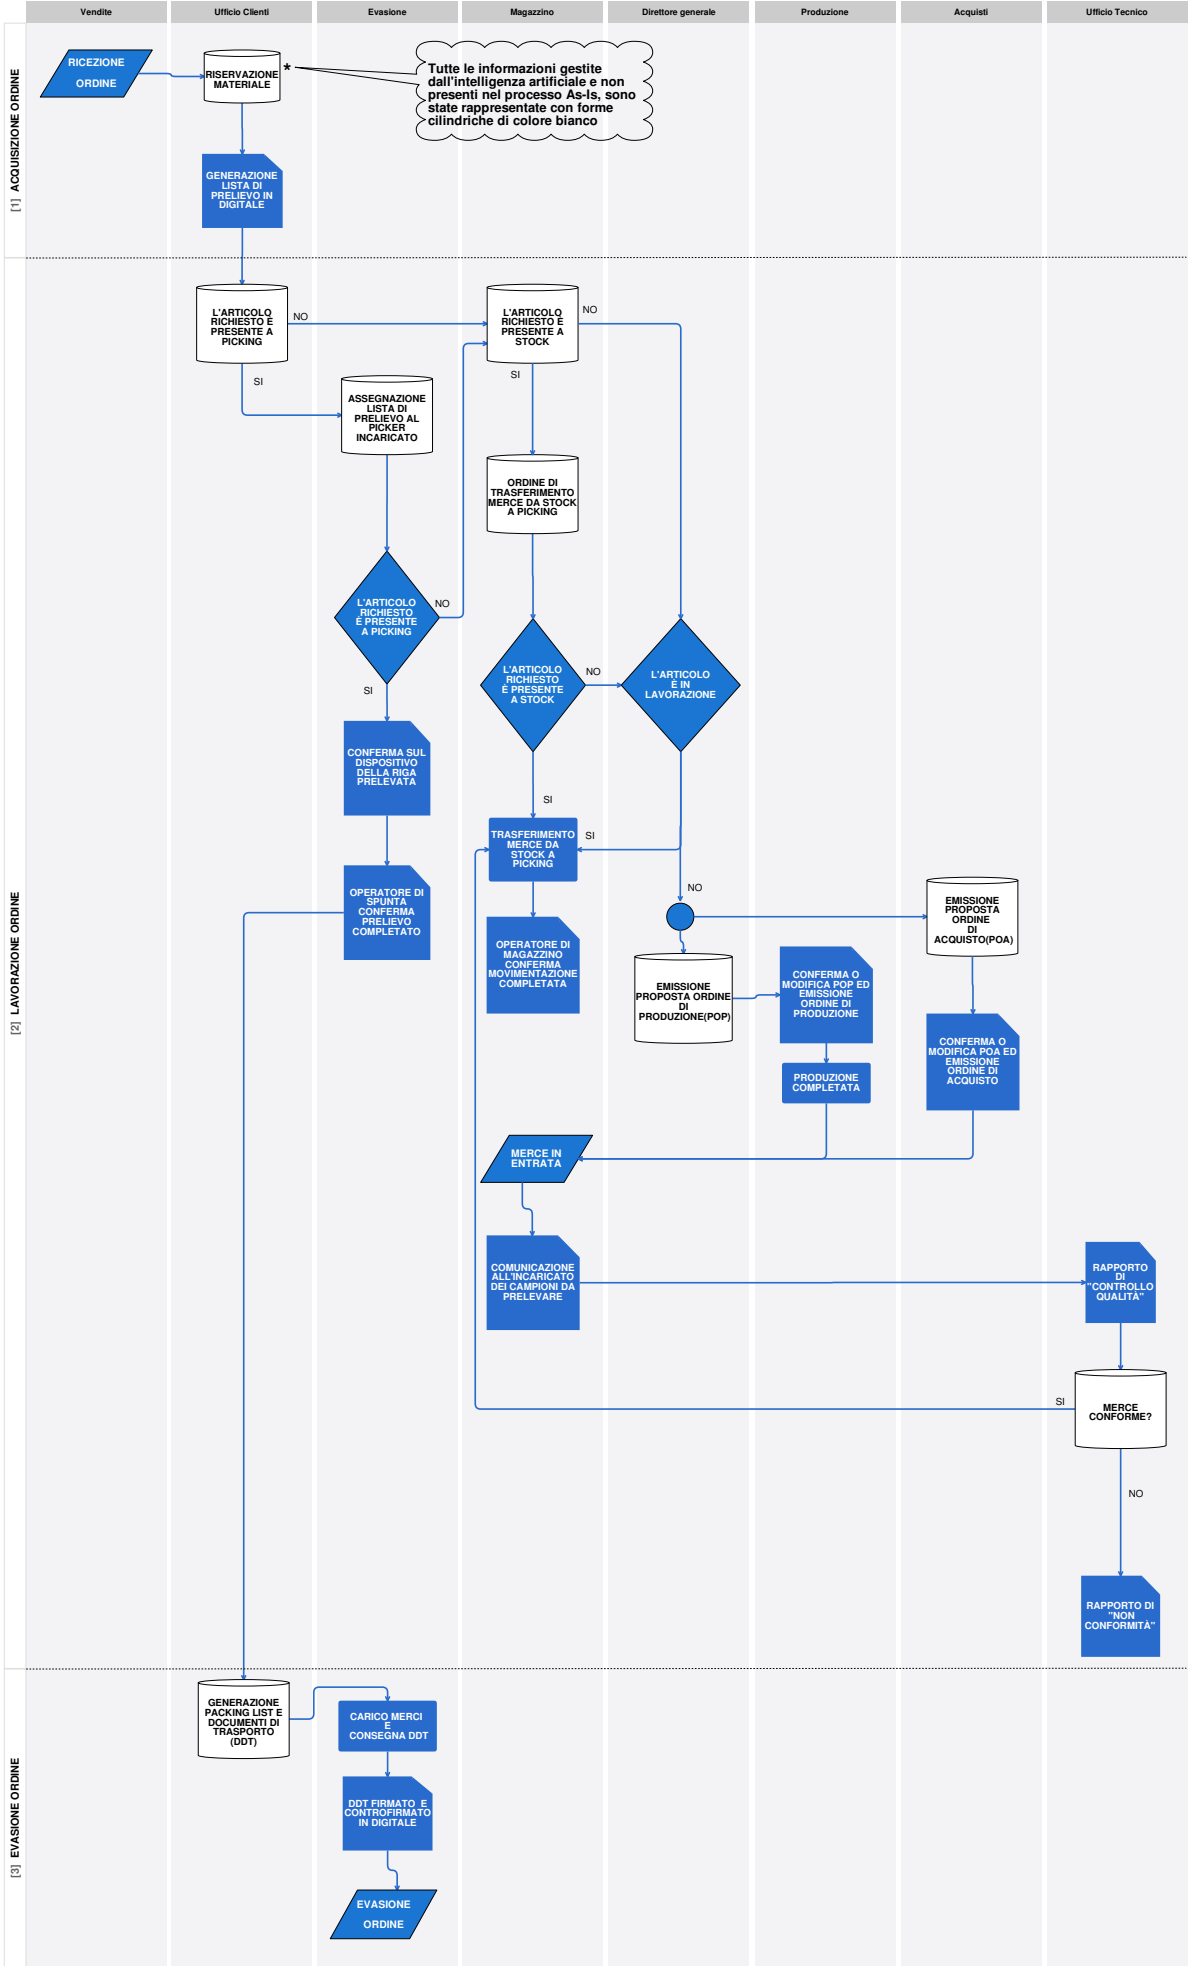 Vendite
Ufficio Clienti
Evasione
Magazzino
Direttore generale
Produzione
Acquisti
Ufficio Tecnico
[1] ACQUISIZIONE ORDINE
RICEZIONE
ORDINE
RISERVAZIONE
MATERIALE
*
Tutte le informazioni gestite
dall'intelligenza artificiale e non
presenti nel processo As-Is, sono
state rappresentate con forme
cilindriche di colore bianco
GENERAZIONE
LISTA DI
PRELIEVO IN
DIGITALE
[2] LAVORAZIONE ORDINE
L'ARTICOLO
RICHIESTO È
PRESENTE A
PICKING
NO
SI
L'ARTICOLO
RICHIESTO È
PRESENTE A
STOCK
NO
SI
ASSEGNAZIONE
LISTA DI
PRELIEVO AL
PICKER
INCARICATO
ORDINE DI
TRASFERIMENTO
MERCE DA STOCK
A PICKING
L'ARTICOLO
RICHIESTO
È PRESENTE
A PICKING
NO
SI
L'ARTICOLO
RICHIESTO
È PRESENTE
A STOCK
NO
SI
L'ARTICOLO
È IN
LAVORAZIONE
SI
NO
CONFERMA SUL
DISPOSITIVO
DELLA RIGA
PRELEVATA
TRASFERIMENTO
MERCE DA
STOCK A
PICKING
OPERATORE DI
SPUNTA
CONFERMA
PRELIEVO
COMPLETATO
OPERATORE DI
MAGAZZINO
CONFERMA
MOVIMENTAZIONE
COMPLETATA
EMISSIONE
PROPOSTA
ORDINE
DI
ACQUISTO(POA)
EMISSIONE
PROPOSTA ORDINE
DI
PRODUZIONE(POP)
CONFERMA O
MODIFICA POP ED
EMISSIONE
ORDINE DI
PRODUZIONE
CONFERMA O
MODIFICA POA ED
EMISSIONE
ORDINE DI
ACQUISTO
PRODUZIONE
COMPLETATA
MERCE IN
ENTRATA
COMUNICAZIONE
ALL'INCARICATO
DEI CAMPIONI DA
PRELEVARE
RAPPORTO
DI
"CONTROLLO
QUALITÀ"
MERCE
CONFORME?
SI
NO
RAPPORTO DI
"NON
CONFORMITÀ"
[3] EVASIONE ORDINE
GENERAZIONE
PACKING LIST E
DOCUMENTI DI
TRASPORTO
(DDT)
CARICO MERCI
E
CONSEGNA DDT
DDT FIRMATO E
CONTROFIRMATO
IN DIGITALE
EVASIONE
ORDINE